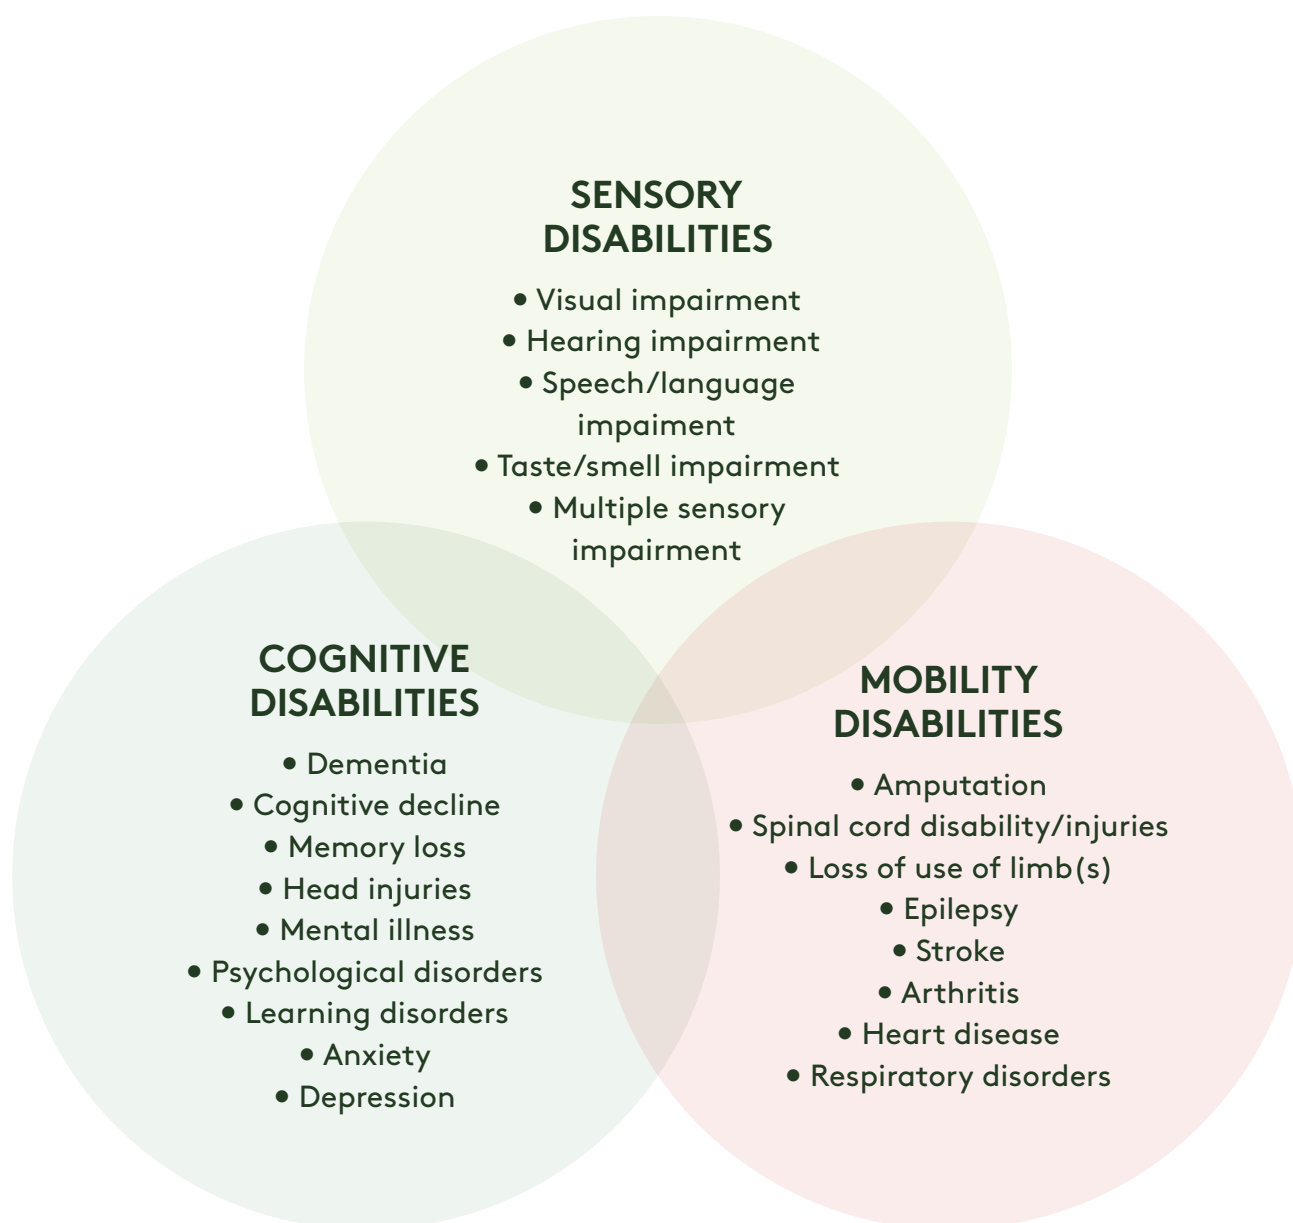 SENSORY
DISABILITIES
• Visual impairment
• Hearing impairment
• Speech/language
impaiment
• Taste/smell impairment
• Multiple sensory
impairment
COGNITIVE
DISABILITIES
• Dementia
• Cognitive decline
• Memory loss
• Head injuries
• Mental illness
• Psychological disorders
• Learning disorders
• Anxiety
• Depression
MOBILITY
DISABILITIES
• Amputation
• Spinal cord disability/injuries
• Loss of use of limb(s)
• Epilepsy
• Stroke
• Arthritis
• Heart disease
• Respiratory disorders